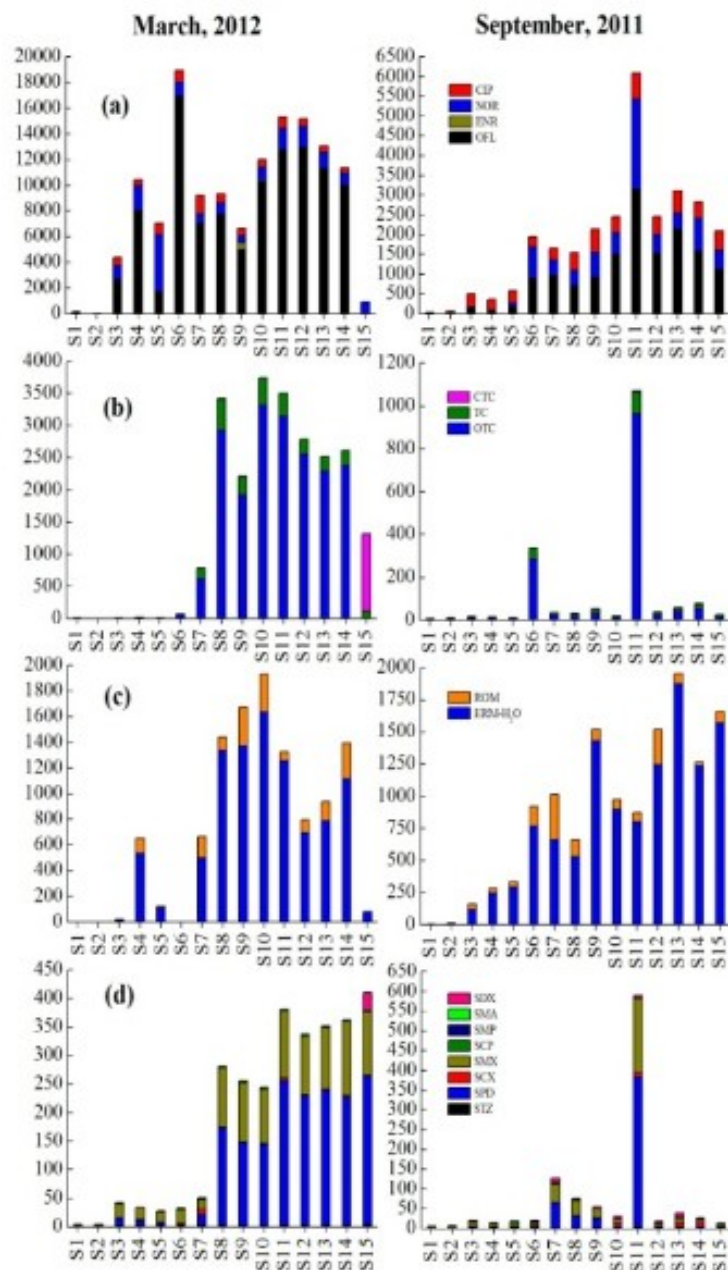 March, 2012
September, 2011
(a)
20000
18000
16000
14000
12000
10000
8000
6000
4000
2000
0
S1 S2 S3 S4 S5 S6 S7 S8 S9 S10 S11 S12 S13 S14 S15
6500
6000
5500
5000
4500
4000
3500
3000
2500
2000
1500
1000
500
0
CIP
NOR
ENR
OFL
S1 S2 S3 S4 S5 S6 S7 S8 S9 S10 S11 S12 S13 S14 S15
(b)
4000
3500
3000
2500
2000
1500
1000
500
0
S1 S2 S3 S4 S5 S6 S7 S8 S9 S10 S11 S12 S13 S14 S15
1200
1000
800
600
400
200
0
CTC
TC
OTC
S1 S2 S3 S4 S5 S6 S7 S8 S9 S10 S11 S12 S13 S14 S15
(c)
2000
1800
1600
1400
1200
1000
800
600
400
200
0
S1 S2 S3 S4 S5 S6 S7 S8 S9 S10 S11 S12 S13 S14 S15
2000
1750
1500
1250
1000
750
500
250
0
ROM
ERM-H₂O
S1 S2 S3 S4 S5 S6 S7 S8 S9 S10 S11 S12 S13 S14 S15
(d)
450
400
350
300
250
200
150
100
50
0
S1 S2 S3 S4 S5 S6 S7 S8 S9 S10 S11 S12 S13 S14 S15
650
600
550
500
450
400
350
300
250
200
150
100
50
0
SDX
SMA
SMP
SCP
SMX
SCX
SPD
STZ
S1 S2 S3 S4 S5 S6 S7 S8 S9 S10 S11 S12 S13 S14 S15